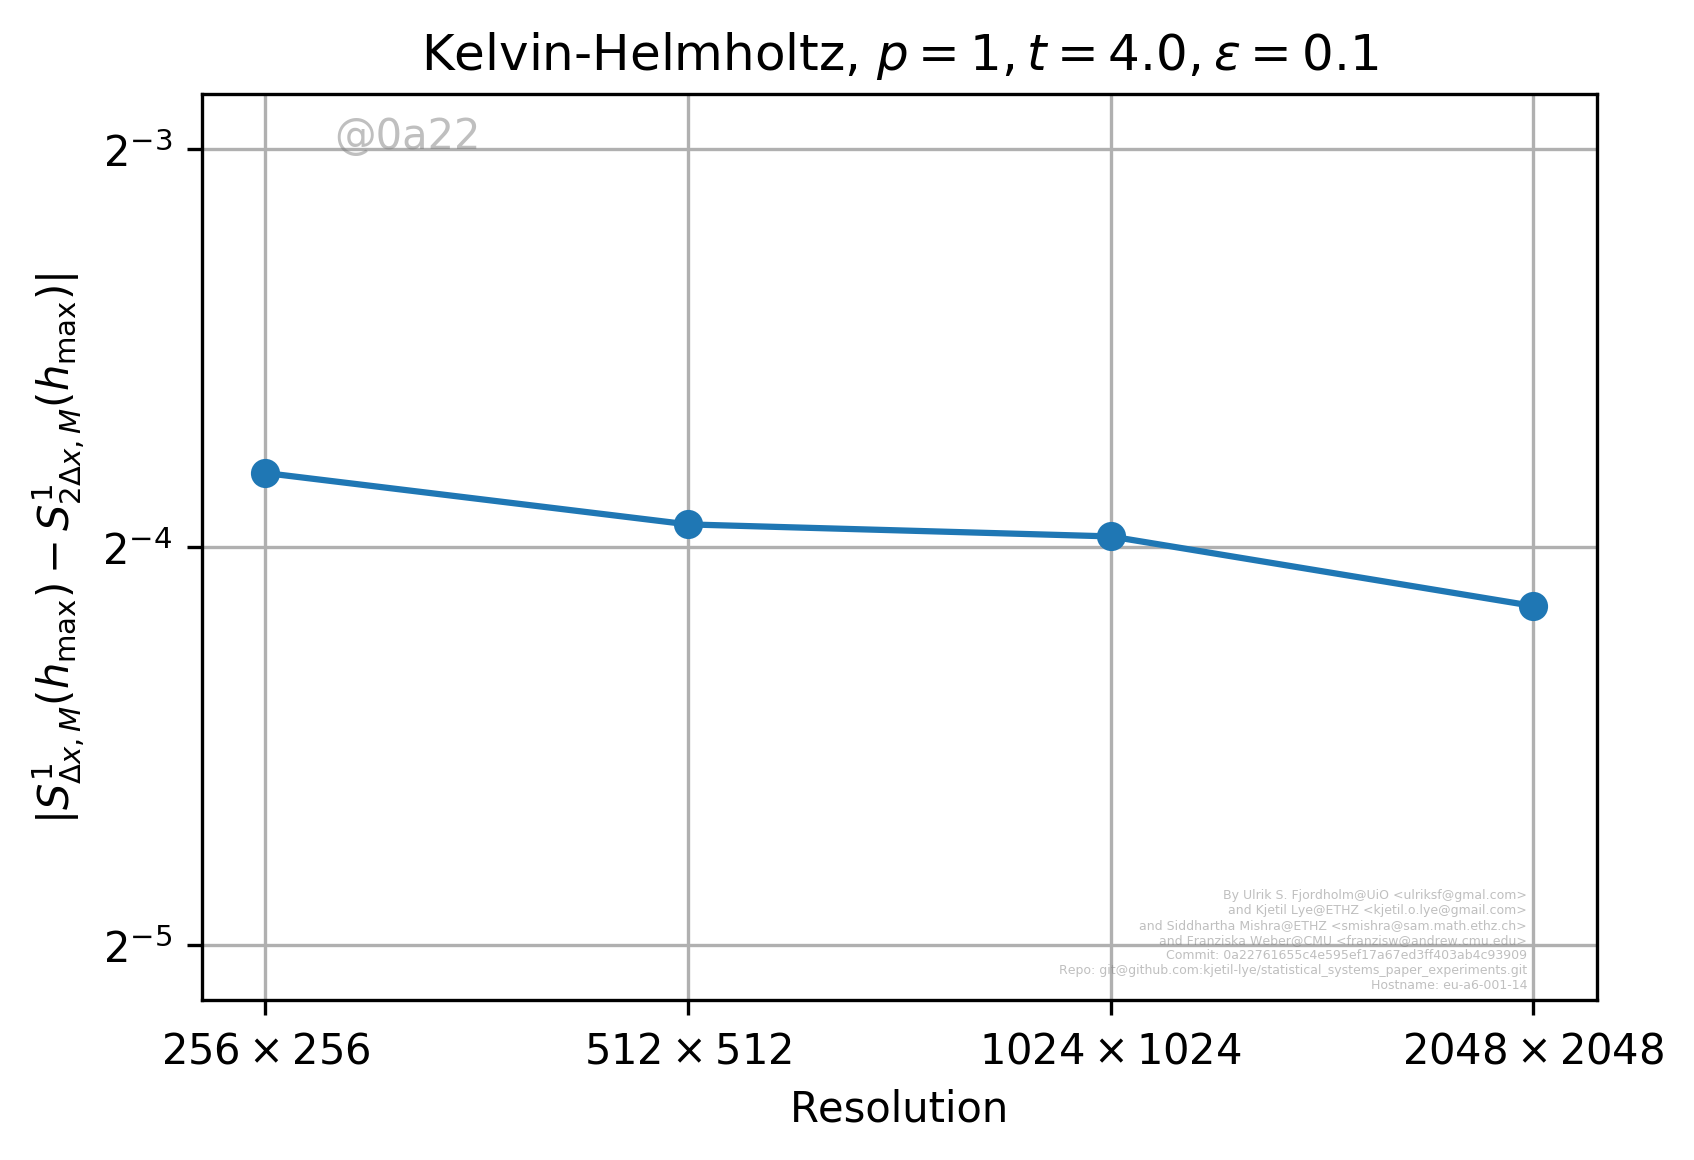 Kelvin-Helmholtz, p = 1, t = 4.0, ε = 0.1
@0a22
2⁻³
2⁻⁴
2⁻⁵
|S¹_{Δx,M}(h_max) − S¹_{2Δx,M}(h_max)|
By Ulrik S. Fjordholm@UiO <ulriksf@gmal.com>
and Kjetil Lye@ETHZ <kjetil.o.lye@gmail.com>
and Siddhartha Mishra@ETHZ <smishra@sam.math.ethz.ch>
and Franziska Weber@CMU <franzisw@andrew.cmu.edu>
Commit: 0a22761655c4e595ef17a67ed3ff403ab4c93909
Repo: git@github.com:kjetil-lye/statistical_systems_paper_experiments.git
Hostname: eu-a6-001-14
256 × 256 512 × 512 1024 × 1024 2048 × 2048
Resolution